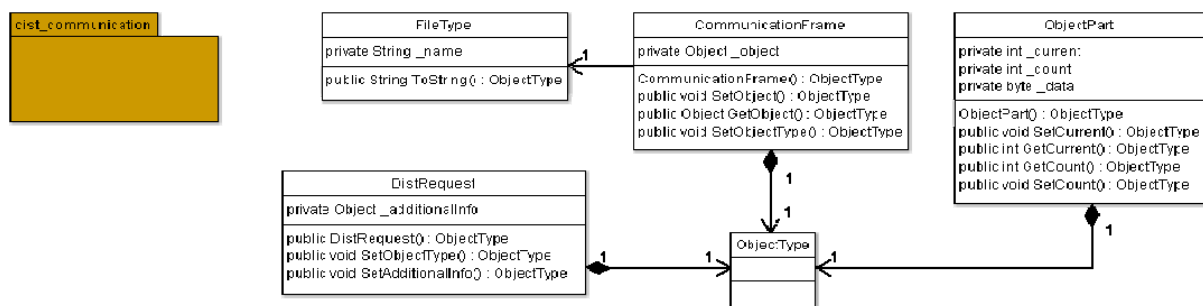 cist_communication
FileType
private String _name
public String ToString() : ObjectType
CommunicationFrame
private Object _object
CommunicationFrame() : ObjectType
public void SetObject() : ObjectType
public Object GetObject() : ObjectType
public void SetObjectType() : ObjectType
ObjectPart
private int _current
private int _count
private byte _data
ObjectPart() : ObjectType
public void SetCurrent() : ObjectType
public int GetCurrent() : ObjectType
public int GetCount() : ObjectType
public void SetCount() : ObjectType
1
DistRequest
private Object _additionalInfo
public DistRequest() : ObjectType
public void SetObjectType() : ObjectType
public void SetAdditionalInfo() : ObjectType
1
1
1
ObjectType
1
1
1